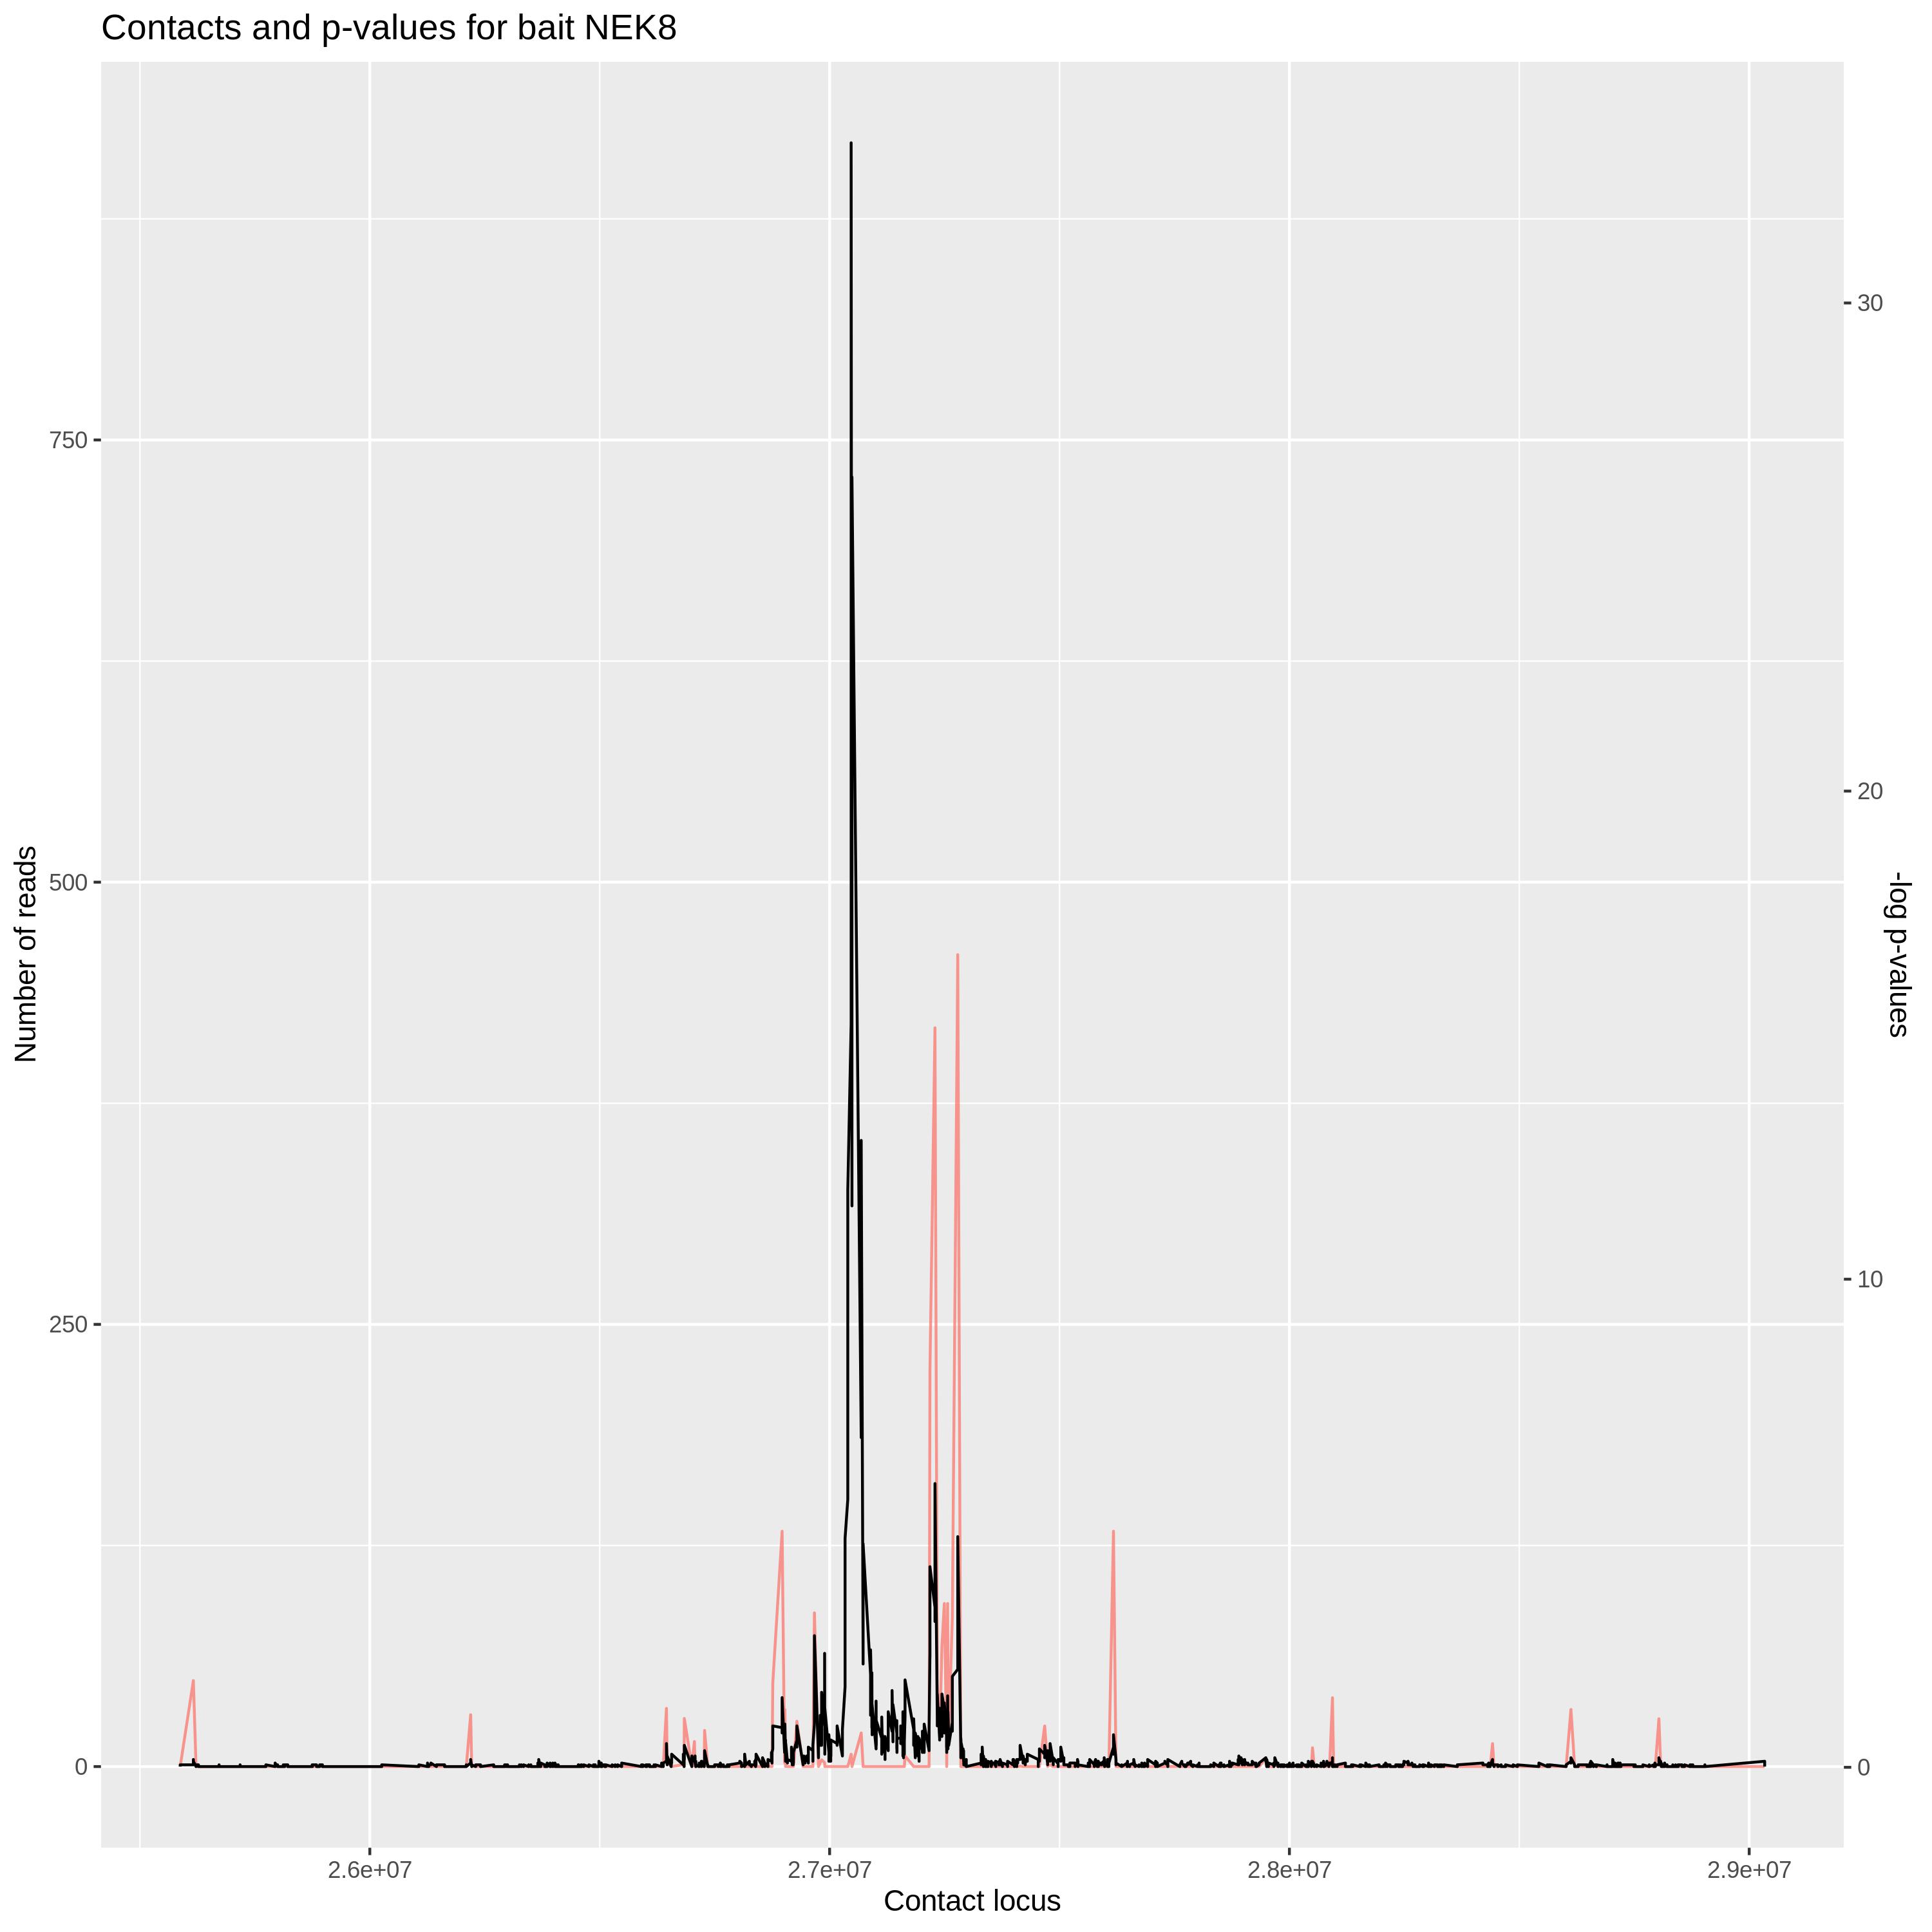 Contacts and p-values for bait NEK8
750
500
250
0
Number of reads
30
20
10
0
-log p-values
2.6e+07
2.7e+07
2.8e+07
2.9e+07
Contact locus